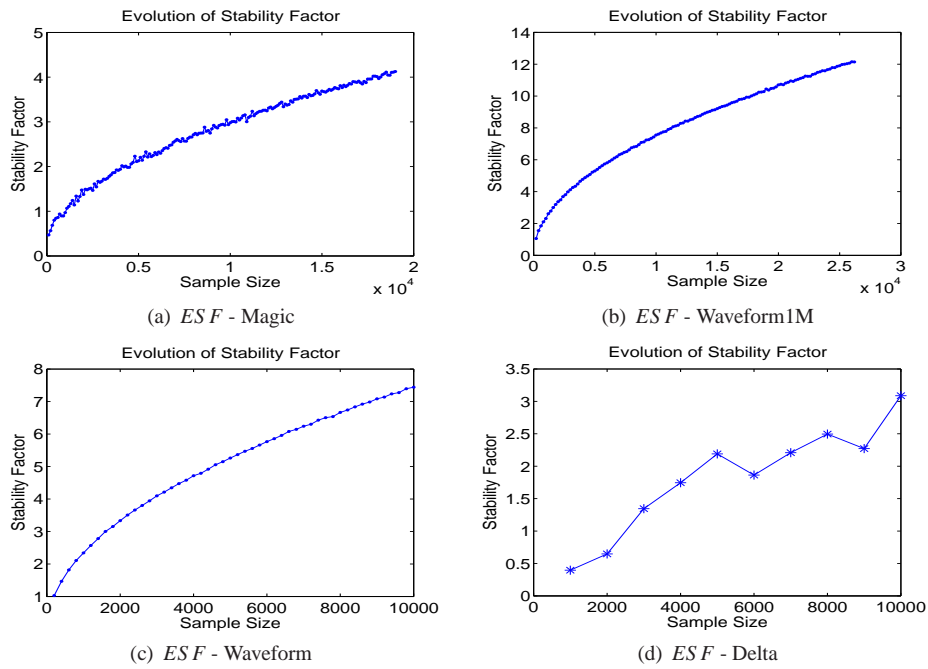 Evolution of Stability Factor
5
4
3
2
1
0
Stability Factor
0 0.5 1 1.5 2
Sample Size
x 10^4
(a) ESF - Magic
Evolution of Stability Factor
14
12
10
8
6
4
2
0
Stability Factor
0 0.5 1 1.5 2 2.5 3
Sample Size
x 10^4
(b) ESF - Waveform1M
Evolution of Stability Factor
8
7
6
5
4
3
2
1
Stability Factor
0 2000 4000 6000 8000 10000
Sample Size
(c) ESF - Waveform
Evolution of Stability Factor
3.5
3
2.5
2
1.5
1
0.5
0
Stability Factor
0 2000 4000 6000 8000 10000
Sample Size
(d) ESF - Delta